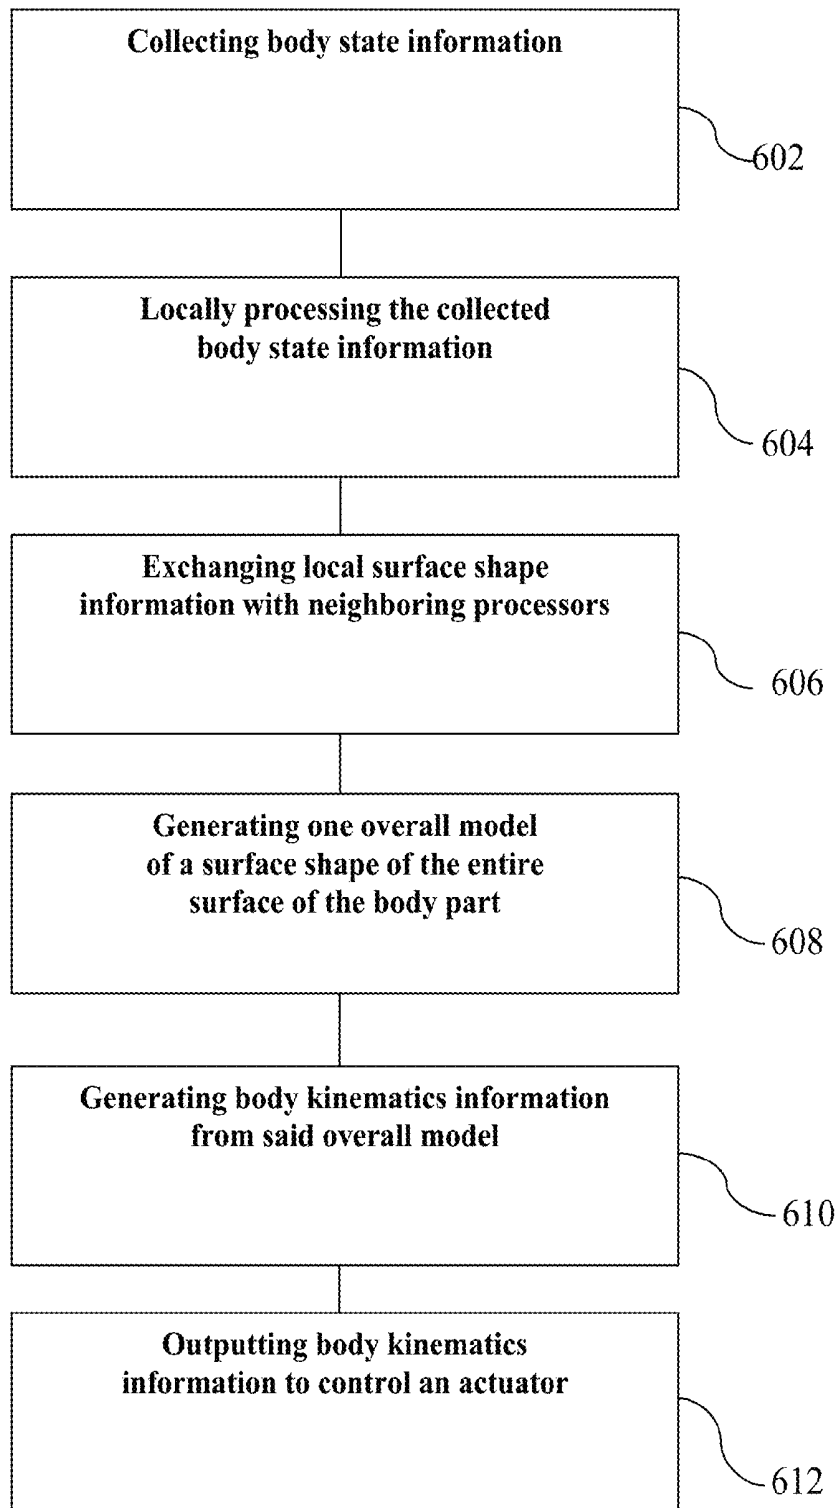 Collecting body state information
602
Locally processing the collected
body state information
604
Exchanging local surface shape
information with neighboring processors
606
Generating one overall model
of a surface shape of the entire
surface of the body part
608
Generating body kinematics information
from said overall model
610
Outputting body kinematics
information to control an actuator
612